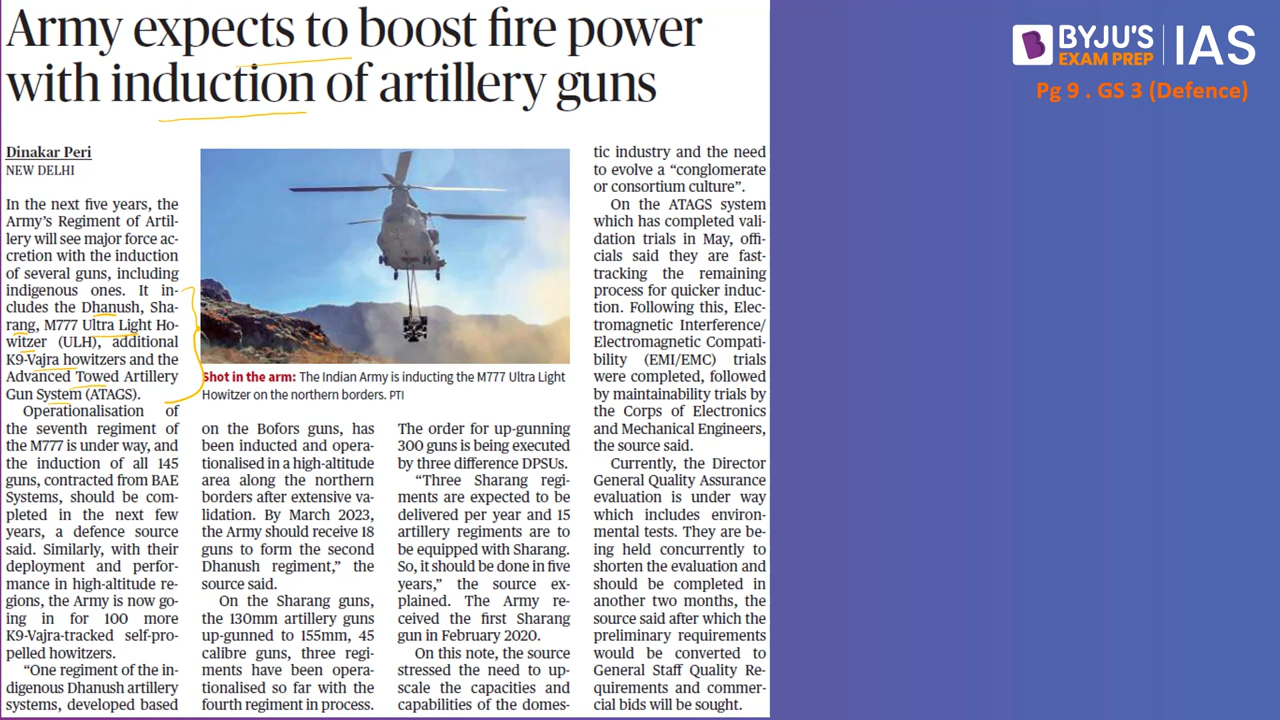 Army expects to boost fire power
with induction of artillery guns
BYJU'S
EXAM PREP
IAS
Pg 9 . GS 3 (Defence)
Dinakar Peri
NEW DELHI
In the next five years, the
Army's Regiment of Artil-
lery will see major force ac-
cretion with the induction
of several guns, including
indigenous ones. It in-
cludes the Dhanush, Sha-
rang, M777 Ultra Light Ho-
witzer (ULH), additional
K9-Vajra howitzers and the
Advanced Towed Artillery
Gun System (ATAGS).
Operationalisation of
the seventh regiment of
the M777 is under way, and
the induction of all 145
guns, contracted from BAE
Systems, should be com-
pleted in the next few
years, a defence source
said. Similarly, with their
deployment and perfor-
mance in high-altitude re-
gions, the Army is now go-
ing in for 100 more
K9-Vajra-tracked self-pro-
pelled howitzers.
"One regiment of the in-
digenous Dhanush artillery
systems, developed based
Shot in the arm: The Indian Army is inducting the M777 Ultra Light
Howitzer on the northern borders. PTI
on the Bofors guns, has
been inducted and opera-
tionalised in a high-altitude
area along the northern
borders after extensive va-
lidation. By March 2023,
the Army should receive 18
guns to form the second
Dhanush regiment," the
source said.
On the Sharang guns,
the 130mm artillery guns
up-gunned to 155mm, 45
calibre guns, three regi-
ments have been opera-
tionalised so far with the
fourth regiment in process.
The order for up-gunning
300 guns is being executed
by three difference DPSUs.
"Three Sharang regi-
ments are expected to be
delivered per year and 15
artillery regiments are to
be equipped with Sharang.
So, it should be done in five
years," the source ex-
plained. The Army re-
ceived the first Sharang
gun in February 2020.
On this note, the source
stressed the need to up-
scale the capacities and
capabilities of the domes-
tic industry and the need
to evolve a "conglomerate
or consortium culture".
On the ATAGS system
which has completed vali-
dation trials in May, offi-
cials said they are fast-
tracking the remaining
process for quicker induc-
tion. Following this, Elec-
tromagnetic Interference/
Electromagnetic Compati-
bility (EMI/EMC) trials
were completed, followed
by maintainability trials by
the Corps of Electronics
and Mechanical Engineers,
the source said.
Currently, the Director
General Quality Assurance
evaluation is under way
which includes environ-
mental tests. They are be-
ing held concurrently to
shorten the evaluation and
should be completed in
another two months, the
source said after which the
preliminary requirements
would be converted to
General Staff Quality Re-
quirements and commer-
cial bids will be sought.